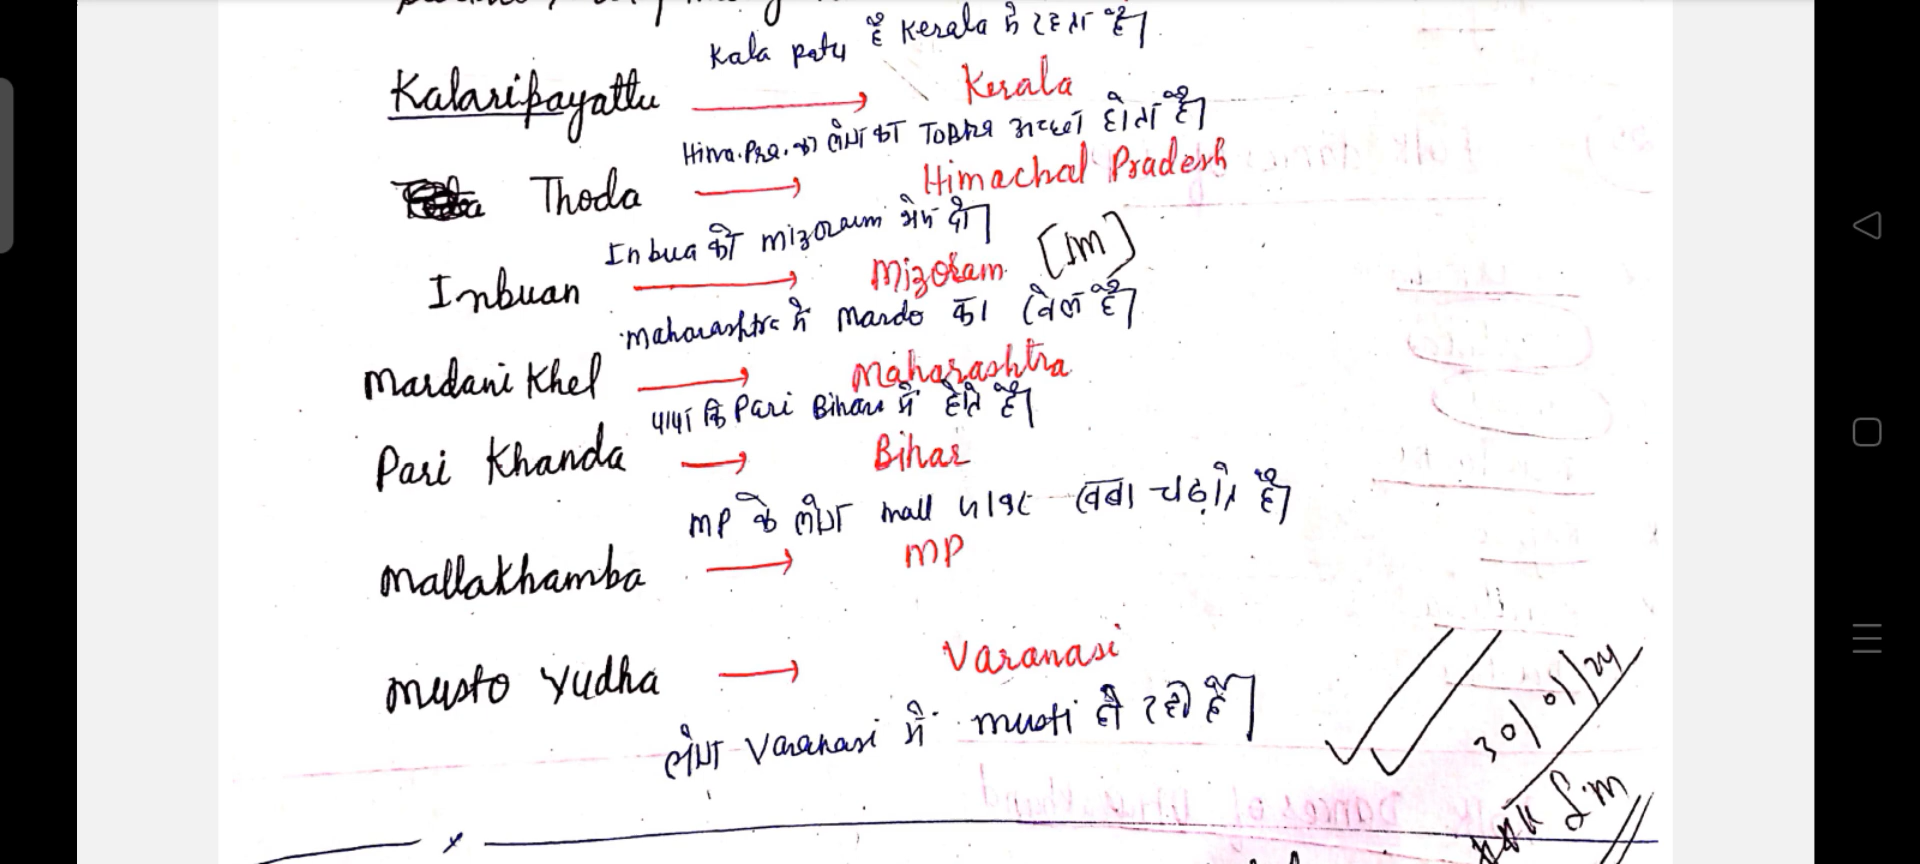 Kala patu है Kerala मे रहता है।
Kalaripayattu → Kerala
Hima.Pra. को लोगो का अच्छा होता है।
Thoda → Himachal Pradesh
Inbua को mizoram भेज दो।
Inbuan → Mizoram [Im]
maharashtra मे mardo का खेल है।
Mardani Khel → Maharashtra
पापा कि Pari Bihar में होति है।
Pari Khanda → Bihar
MP के लोग mall पर चढ़ते है।
Mallakhamba → MP
Musto Yudha → Varanasi
लोग Varanasi में musti ले रहे हैं।
30/01/24